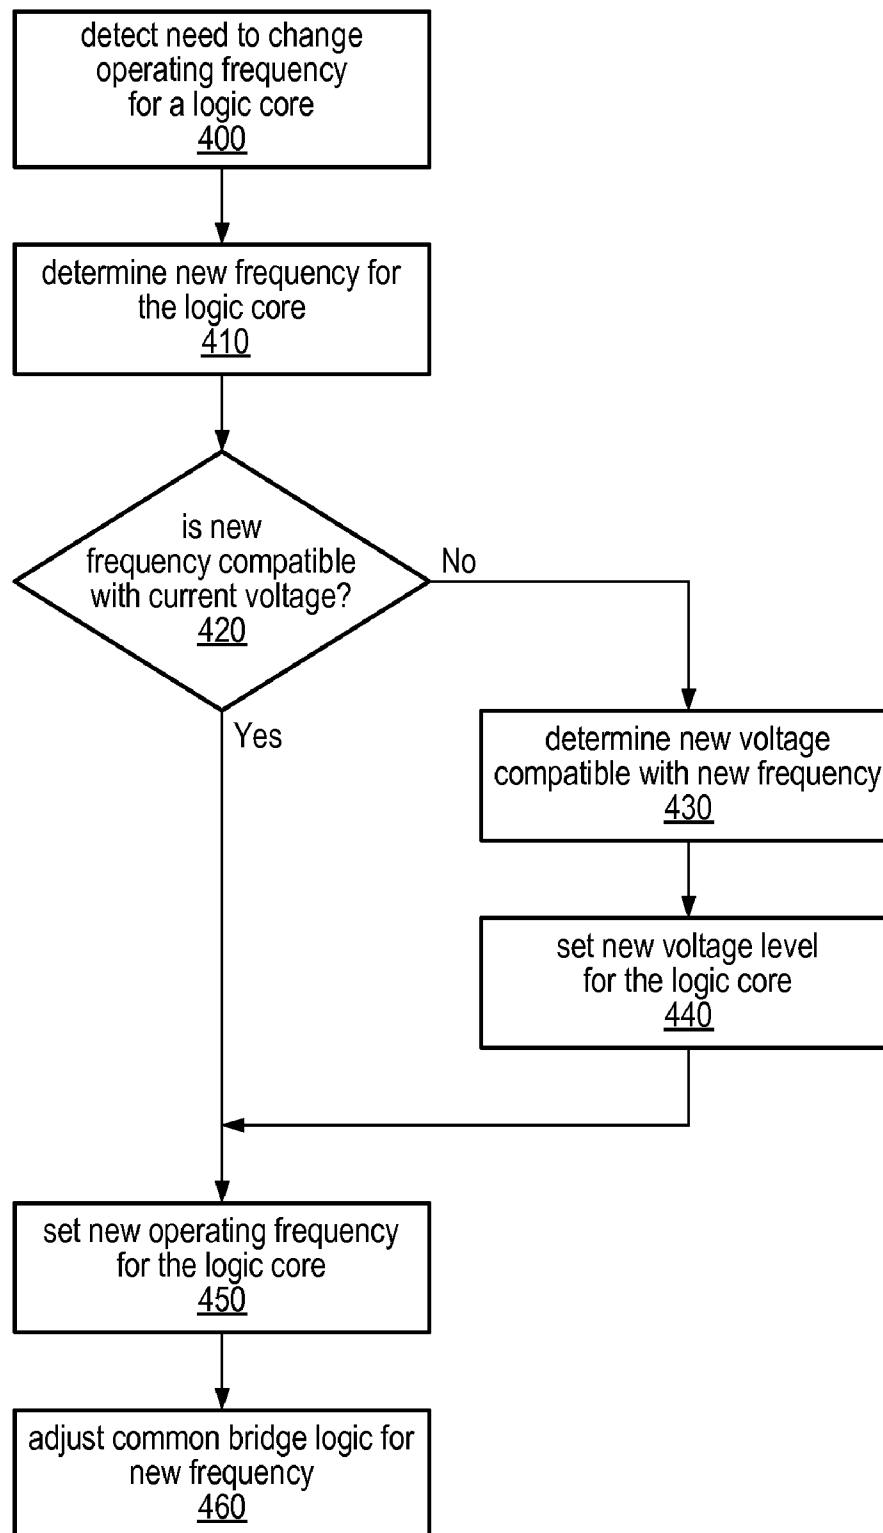 detect need to change
operating frequency
for a logic core
400
determine new frequency for
the logic core
410
is new
frequency compatible
with current voltage?
420
No
Yes
determine new voltage
compatible with new frequency
430
set new voltage level
for the logic core
440
set new operating frequency
for the logic core
450
adjust common bridge logic for
new frequency
460